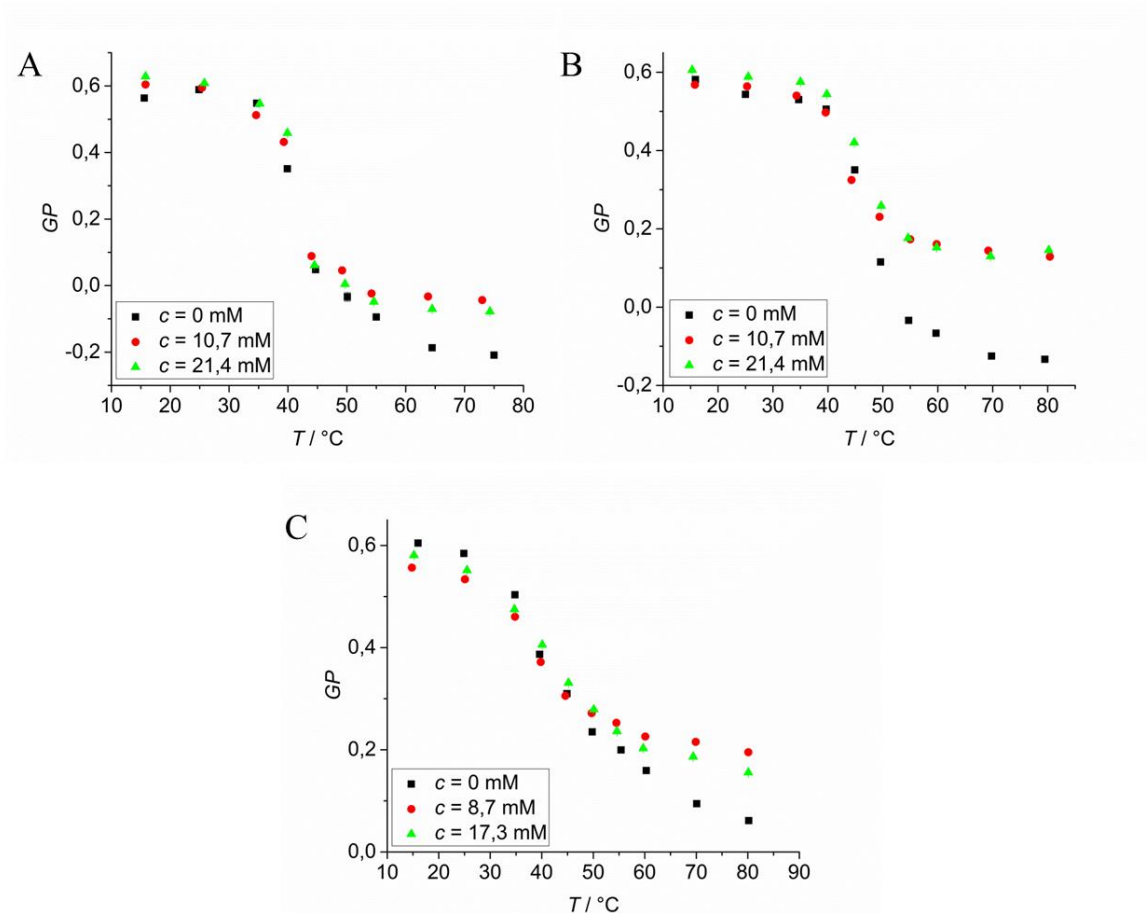 A
GP
0,6
0,4
0,2
0,0
-0,2
c = 0 mM
c = 10,7 mM
c = 21,4 mM
10 20 30 40 50 60 70 80
T / °C
B
GP
0,6
0,4
0,2
0,0
-0,2
c = 0 mM
c = 10,7 mM
c = 21,4 mM
10 20 30 40 50 60 70 80
T / °C
C
GP
0,6
0,4
0,2
0,0
c = 0 mM
c = 8,7 mM
c = 17,3 mM
10 20 30 40 50 60 70 80 90
T / °C